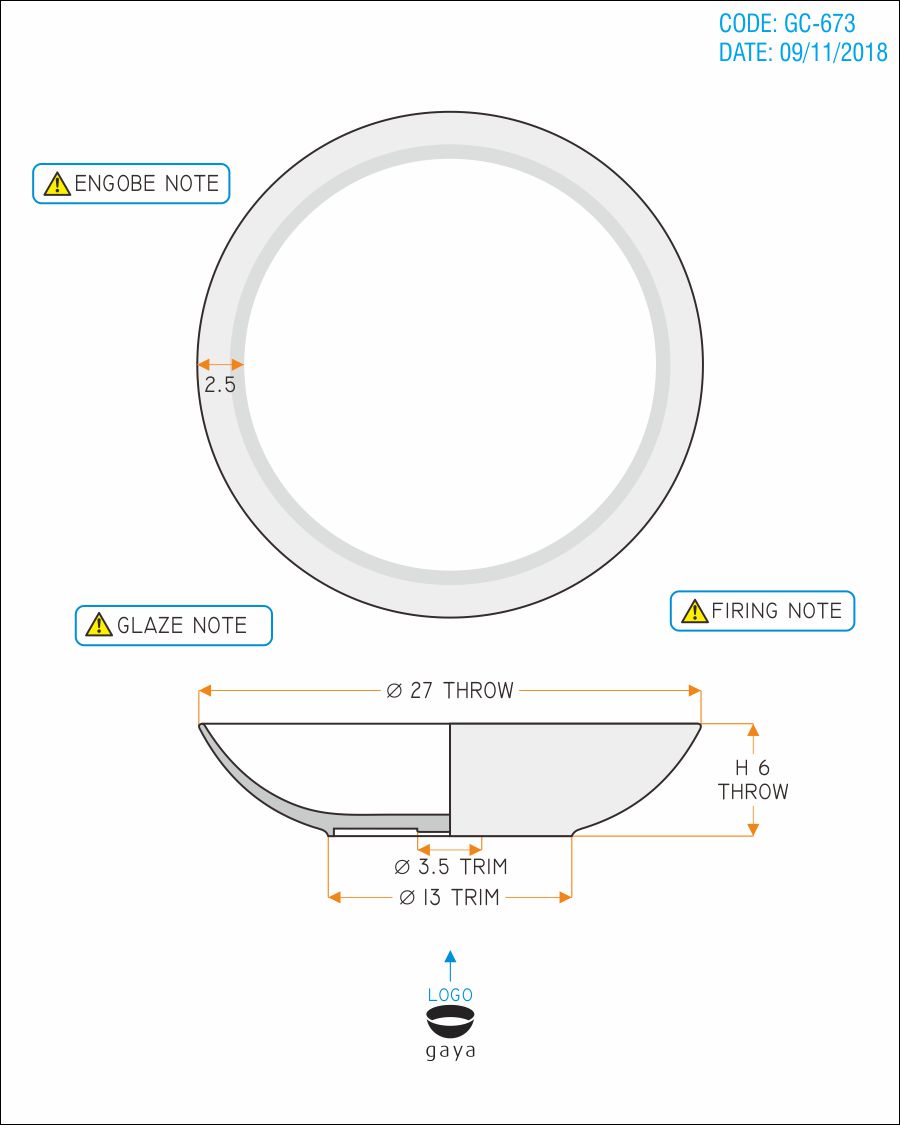 CODE: GC-673
DATE: 09/11/2018
ENGOBE NOTE
2.5
GLAZE NOTE
FIRING NOTE
Ø 27 THROW
H 6
THROW
Ø 3.5 TRIM
Ø 13 TRIM
LOGO
gaya